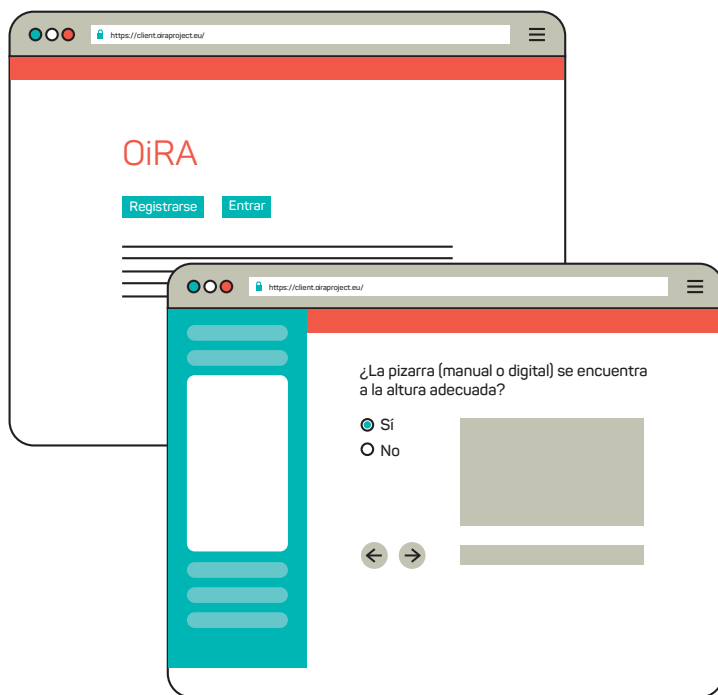 https://client.oiraproject.eu/
OiRA
Registrarse
Entrar
https://client.oiraproject.eu/
¿La pizarra (manual o digital) se encuentra
a la altura adecuada?
Sí
No